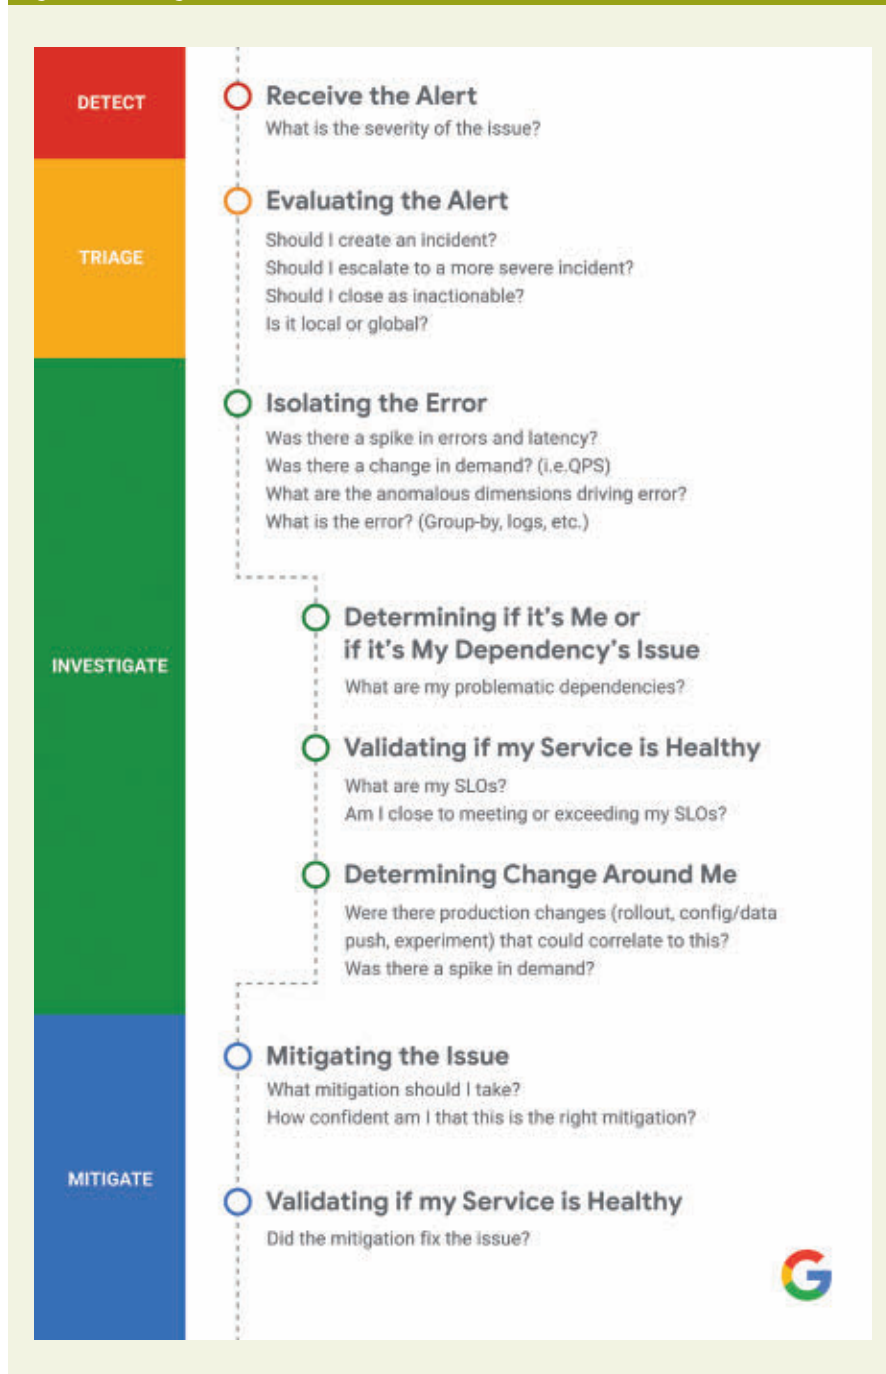 DETECT
Receive the Alert
What is the severity of the issue?
TRIAGE
Evaluating the Alert
Should I create an incident?
Should I escalate to a more severe incident?
Should I close as inactionable?
Is it local or global?
INVESTIGATE
Isolating the Error
Was there a spike in errors and latency?
Was there a change in demand? (i.e.QPS)
What are the anomalous dimensions driving error?
What is the error? (Group-by, logs, etc.)
Determining if it's Me or
if it's My Dependency's Issue
What are my problematic dependencies?
Validating if my Service is Healthy
What are my SLOs?
Am I close to meeting or exceeding my SLOs?
Determining Change Around Me
Were there production changes (rollout, config/data
push, experiment) that could correlate to this?
Was there a spike in demand?
MITIGATE
Mitigating the Issue
What mitigation should I take?
How confident am I that this is the right mitigation?
Validating if my Service is Healthy
Did the mitigation fix the issue?
G